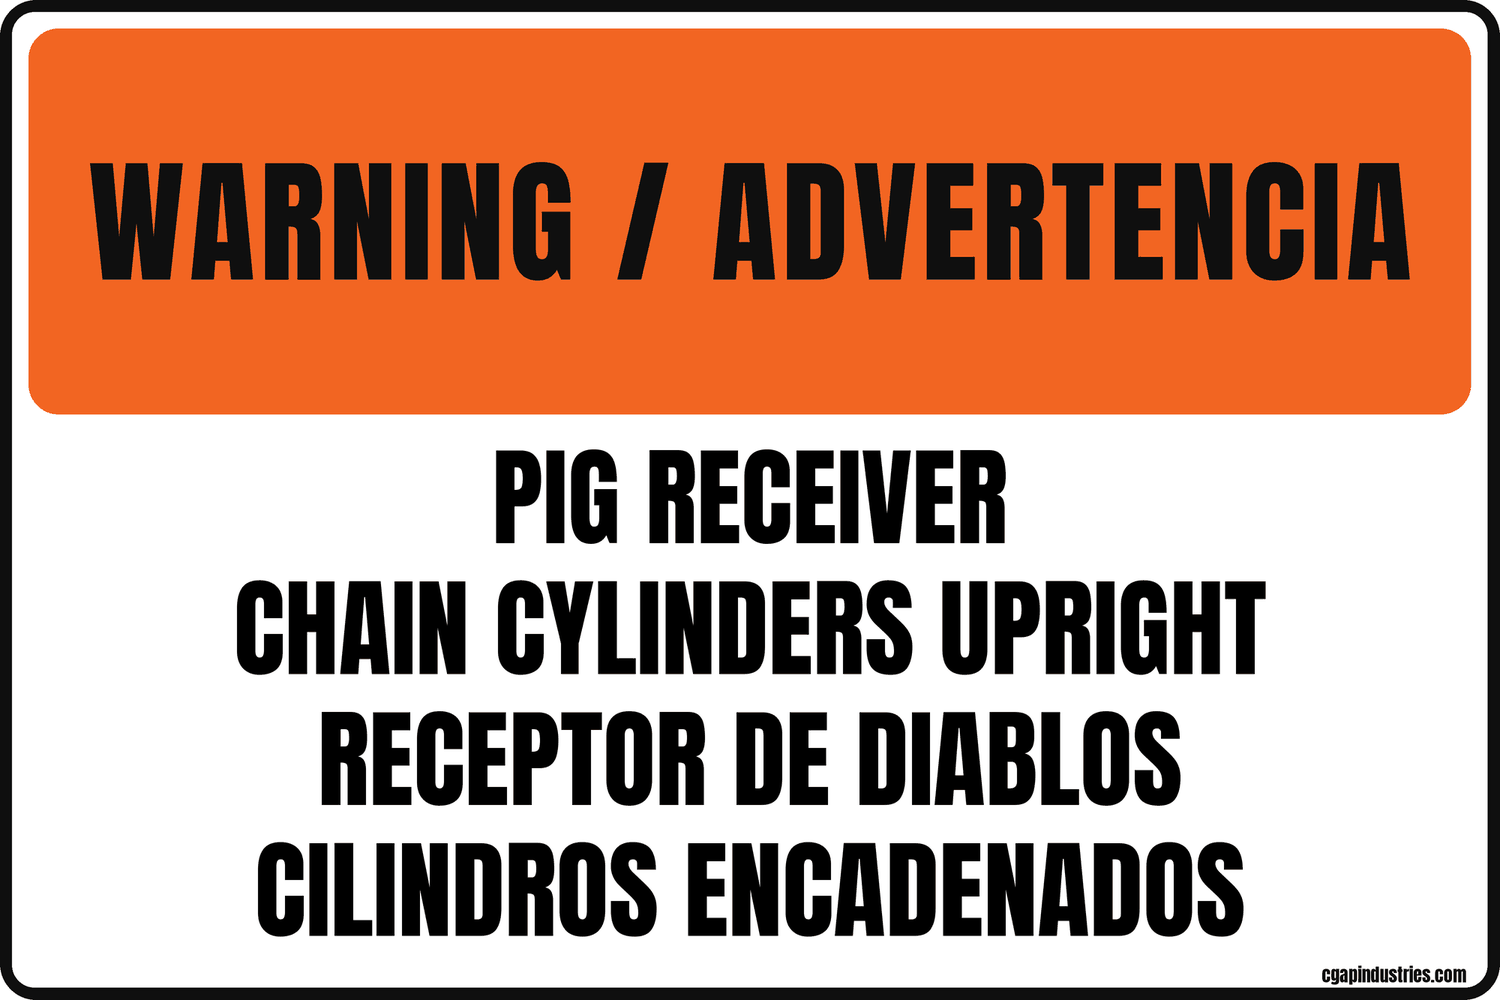 WARNING / ADVERTENCIA
PIG RECEIVER
CHAIN CYLINDERS UPRIGHT
RECEPTOR DE DIABLOS
CILINDROS ENCADENADOS
cgapindustries.com